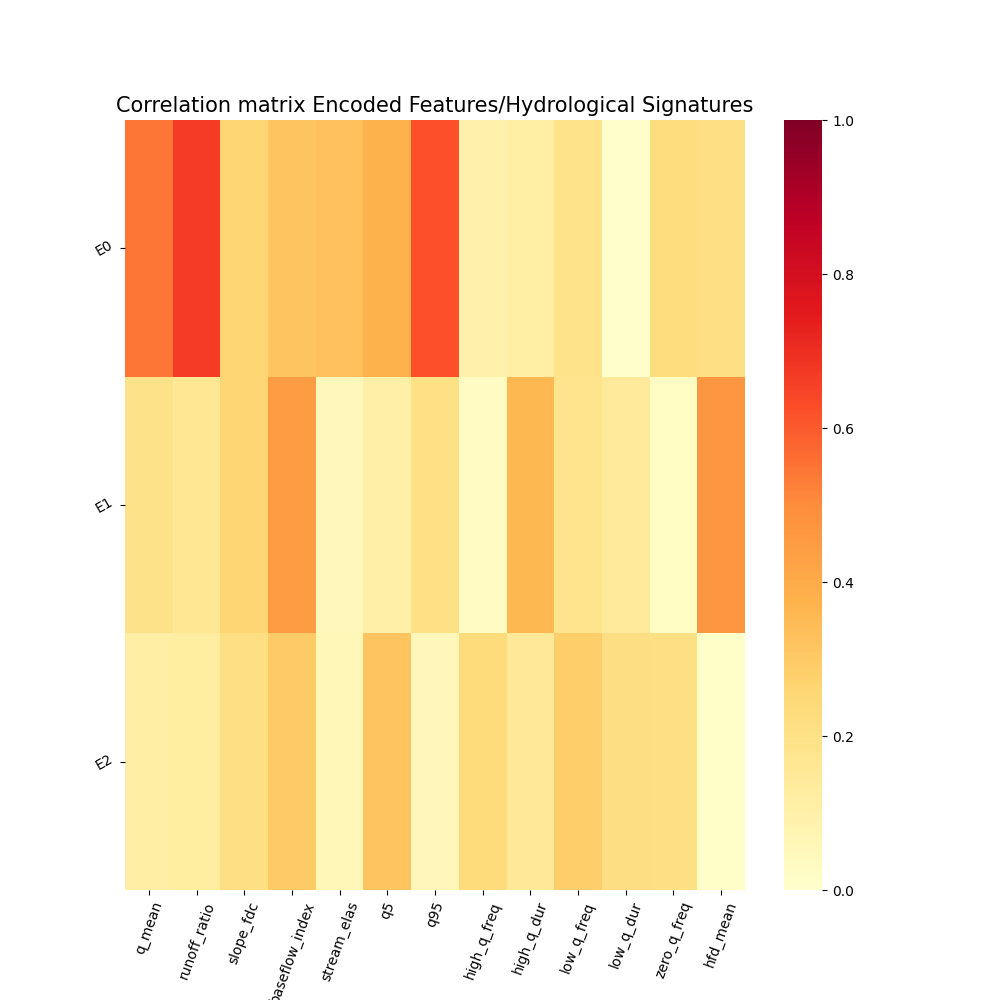 Correlation matrix Encoded Features/Hydrological Signatures
E0
E1
E2
q_mean
runoff_ratio
slope_fdc
baseflow_index
stream_elas
q5
q95
high_q_freq
high_q_dur
low_q_freq
low_q_dur
zero_q_freq
hfd_mean
1.0
0.8
0.6
0.4
0.2
0.0